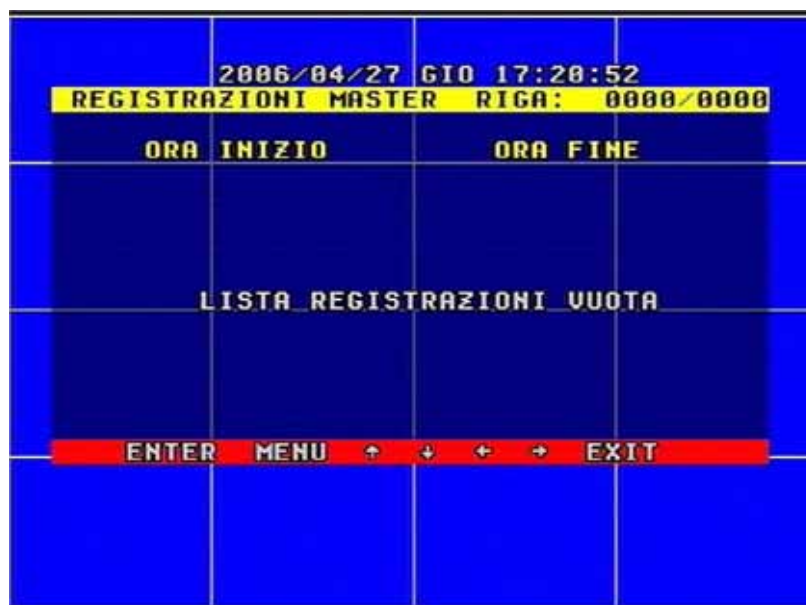 2006/04/27 GIO 17:20:52
REGISTRAZIONI MASTER RIGA: 0000/0000
ORA INIZIO ORA FINE
LISTA REGISTRAZIONI VUOTA
ENTER MENU ↑ ↓ ← → EXIT